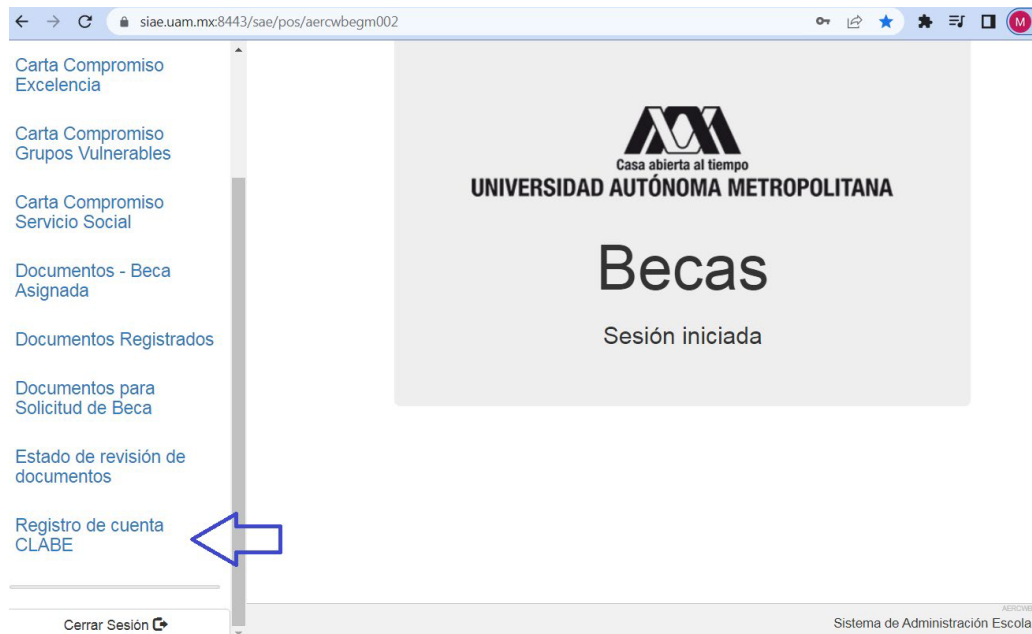 siae.uam.mx:8443/sae/pos/aercwbegm002
M
Carta Compromiso
Excelencia
Carta Compromiso
Grupos Vulnerables
Carta Compromiso
Servicio Social
Documentos - Beca
Asignada
Documentos Registrados
Documentos para
Solicitud de Beca
Estado de revisión de
documentos
Registro de cuenta
CLABE
Cerrar Sesión
Casa abierta al tiempo
UNIVERSIDAD AUTÓNOMA METROPOLITANA
Becas
Sesión iniciada
AERCWB
Sistema de Administración Escola